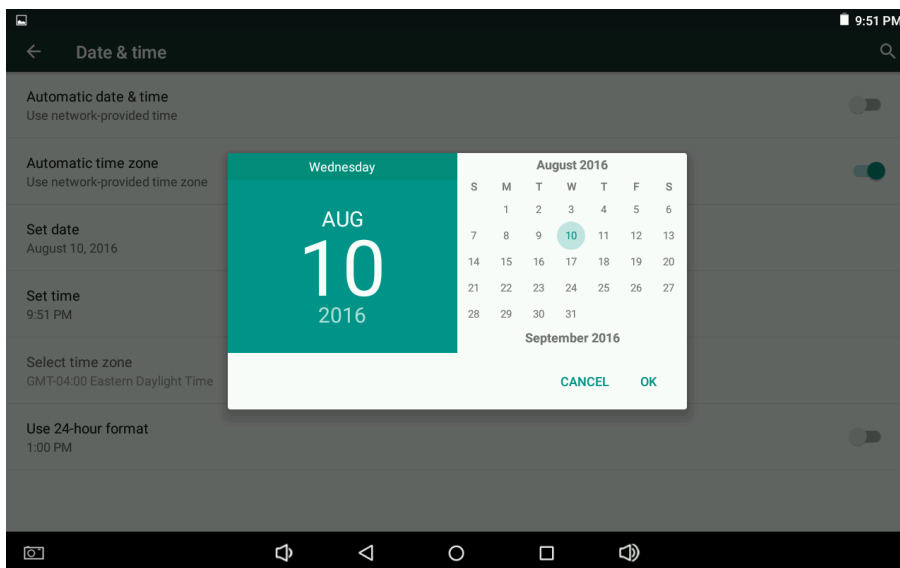 9:51 PM
Date & time
Automatic date & time
Use network-provided time
Automatic time zone
Use network-provided time zone
Set date
August 10, 2016
Set time
9:51 PM
Select time zone
GMT-04:00 Eastern Daylight Time
Use 24-hour format
1:00 PM
Wednesday
AUG
10
2016
August 2016
S M T W T F S
1 2 3 4 5 6
7 8 9 10 11 12 13
14 15 16 17 18 19 20
21 22 23 24 25 26 27
28 29 30 31
September 2016
CANCEL OK